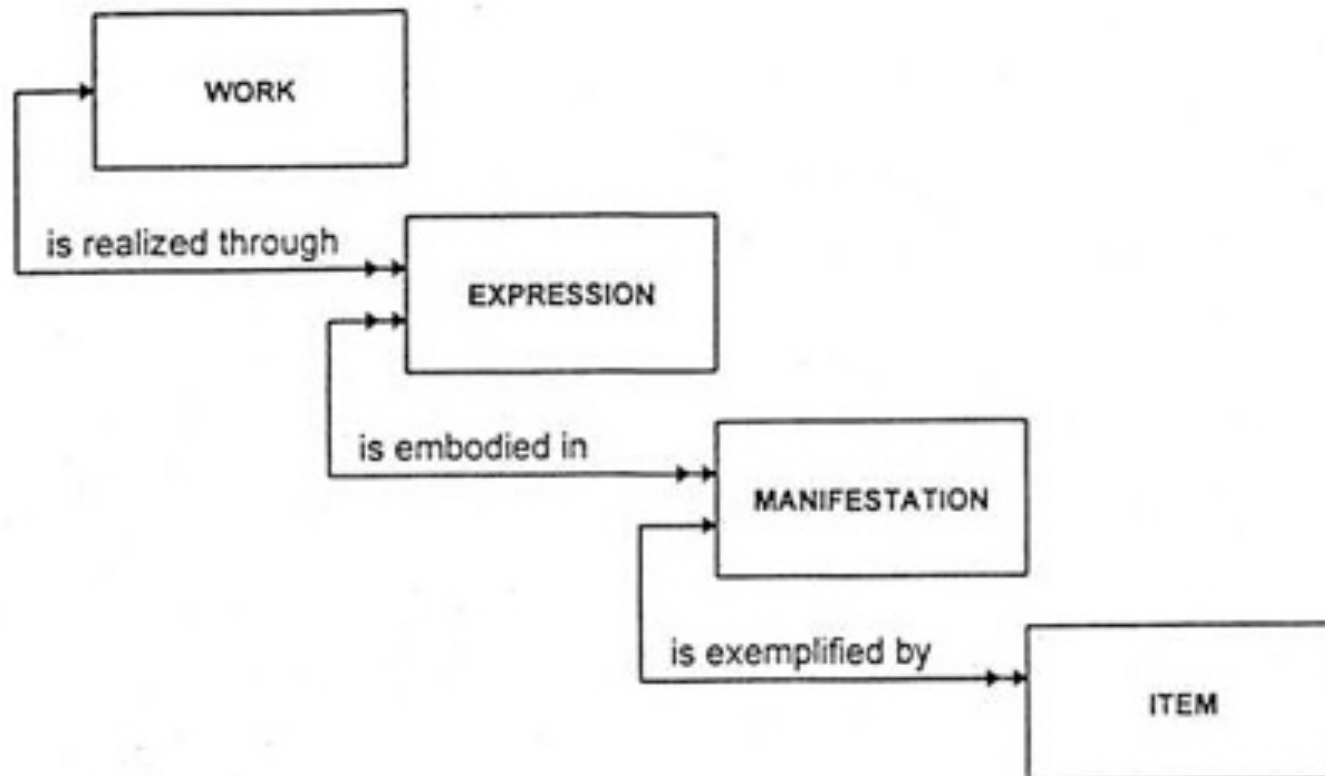 WORK
is realized through
EXPRESSION
is embodied in
MANIFESTATION
is exemplified by
ITEM